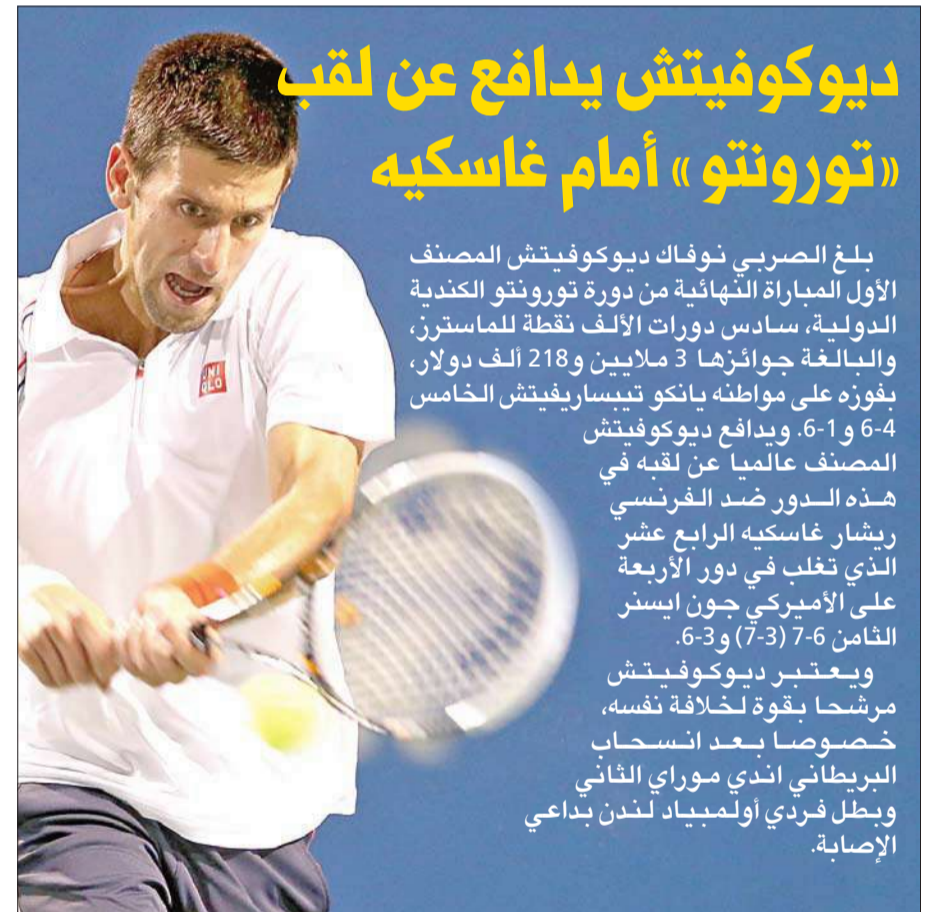 ديوكوفيتش يدافع عن لقب
«تورونتو» أمام غاسكيه
بلغ الصربي نوفاك ديوكوفيتش المصنف
الأول المباراة النهائية من دورة تورونتو الكندية
الدولية، سادس دورات الألف نقطة للماسترز،
والبالغة جوائزها 3 ملايين و218 ألف دولار،
بفوزه على مواطنه يانكو تيبساريفيتش الخامس
6-4 و1-6. ويدافع ديوكوفيتش
المصنف عالميا عن لقبه في
هذه الدور ضد الفرنسي
ريشار غاسكيه الرابع عشر
الذي تغلب في دور الأربعة
على الأميركي جون ايسنر
الثامن 6-7 (3-7) و3-6.
ويعتبر ديوكوفيتش
مرشحا بقوة لخلافة نفسه،
خصوصا بعد انسحاب
البريطاني اندي موراي الثاني
وبطل فردي أولمبياد لندن بداعي
الإصابة.
UNI
QLO